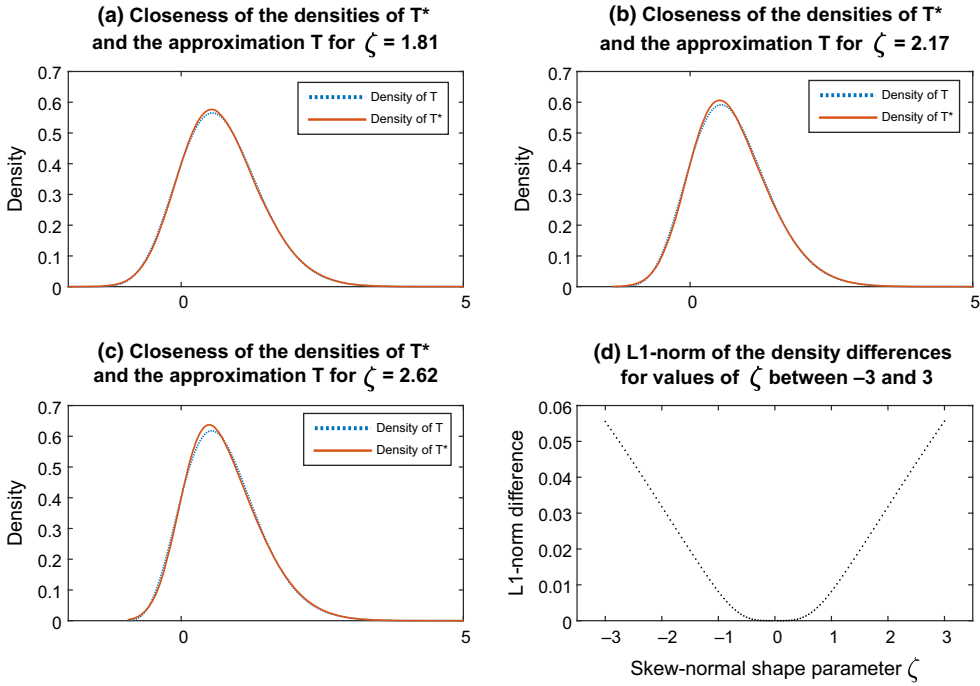 (a) Closeness of the densities of T*
and the approximation T for ζ = 1.81
0.7
0.6
0.5
0.4
0.3
0.2
0.1
0
Density
Density of T
Density of T*
0
5
(b) Closeness of the densities of T*
and the approximation T for ζ = 2.17
0.7
0.6
0.5
0.4
0.3
0.2
0.1
0
Density
Density of T
Density of T*
0
5
(c) Closeness of the densities of T*
and the approximation T for ζ = 2.62
0.7
0.6
0.5
0.4
0.3
0.2
0.1
0
Density
Density of T
Density of T*
0
5
(d) L1-norm of the density differences
for values of ζ between –3 and 3
0.06
0.05
0.04
0.03
0.02
0.01
0
L1-norm difference
–3
–2
–1
0
1
2
3
Skew-normal shape parameter ζ